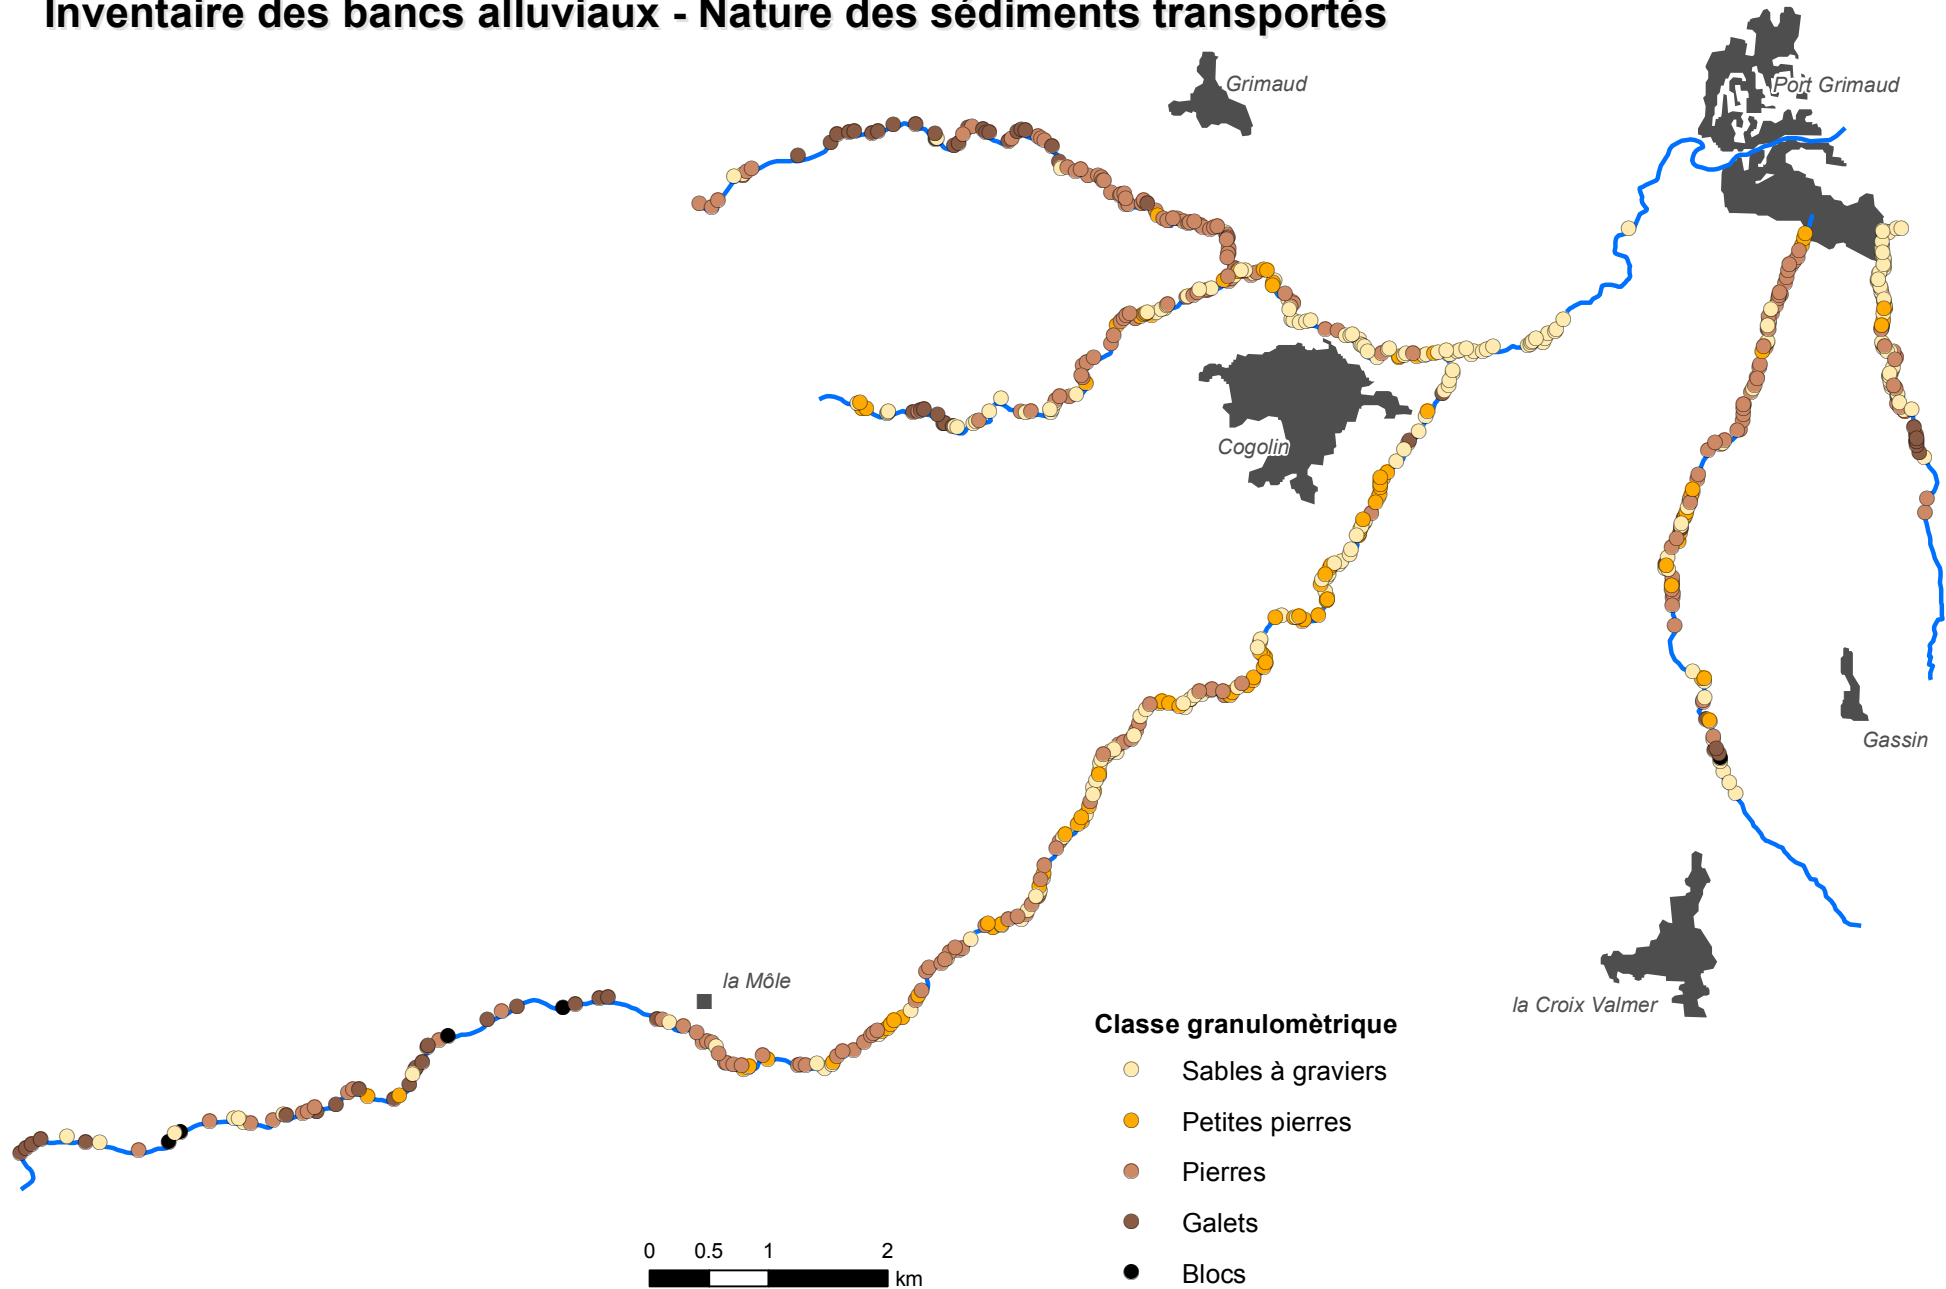 Inventaire des bancs alluviaux - Nature des sédiments transportés
Grimaud
Port Grimaud
Cogolin
Gassin
la Môle
la Croix Valmer
Classe granulomètrique
Sables à graviers
Petites pierres
Pierres
Galets
Blocs
0 0.5 1 2
km